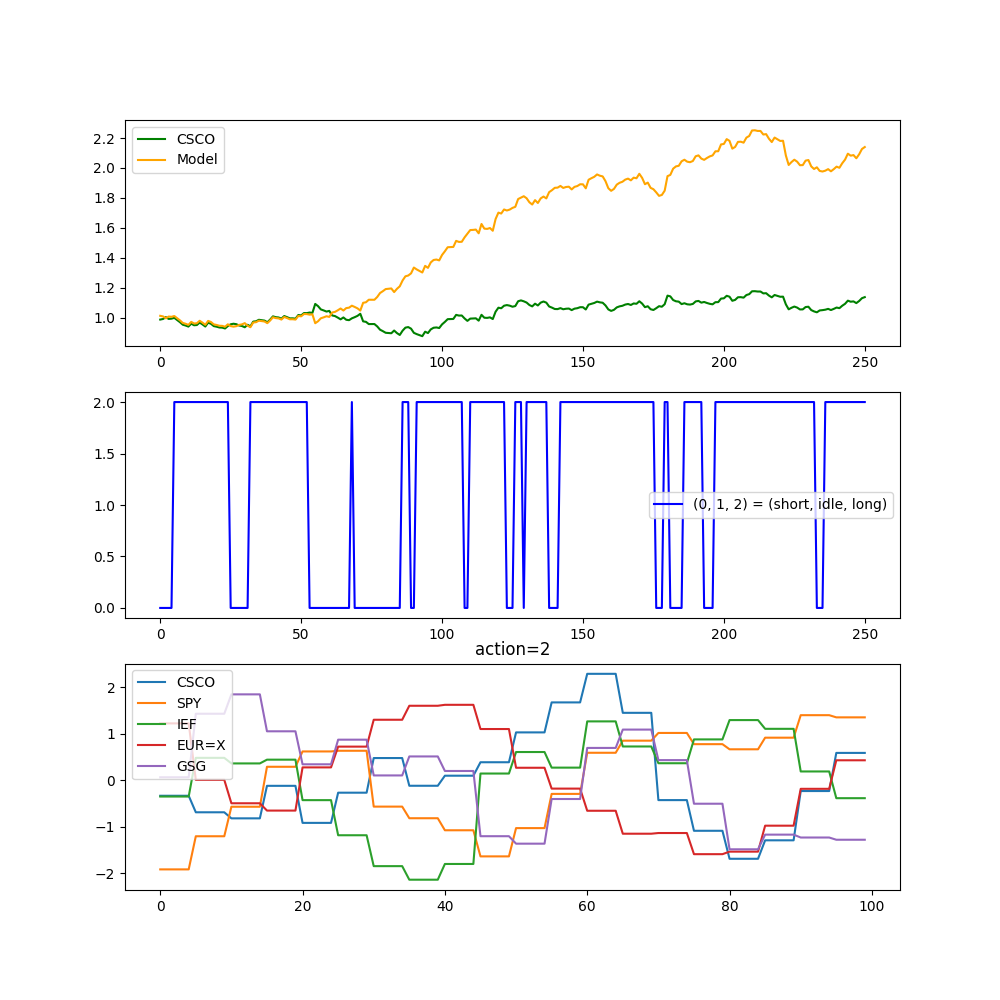 CSCO
Model
2.2
2.0
1.8
1.6
1.4
1.2
1.0
0 50 100 150 200 250
2.0
1.5
1.0
0.5
0.0
(0, 1, 2) = (short, idle, long)
0 50 100 150 200 250
action=2
CSCO
SPY
IEF
EUR=X
GSG
2
1
0
−1
−2
0 20 40 60 80 100